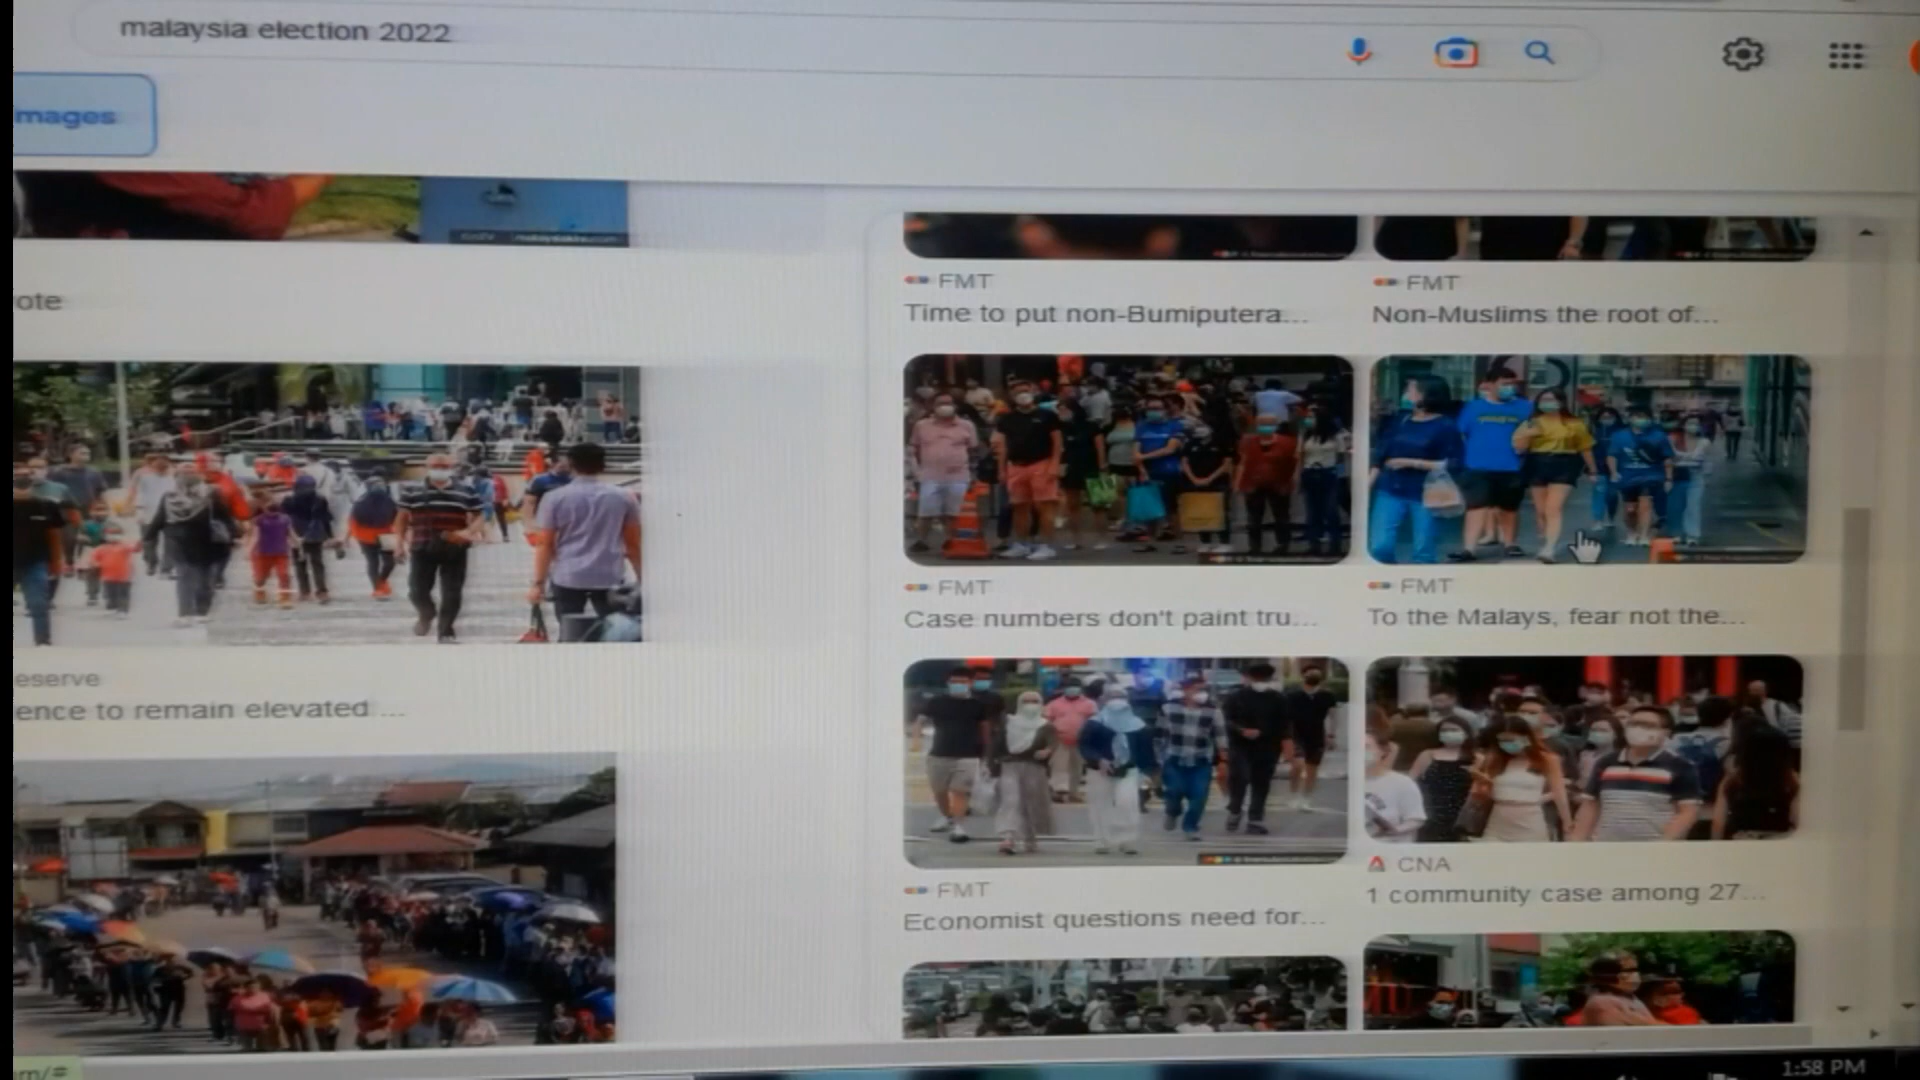 malaysia election 2022
mages
ote
FMT
Time to put non-Bumiputera...
FMT
Non-Muslims the root of...
FMT
Case numbers don't paint tru...
FMT
To the Malays, fear not the...
eserve
ence to remain elevated ...
FMT
Economist questions need for...
CNA
1 community case among 27...
om/#
1:58 PM